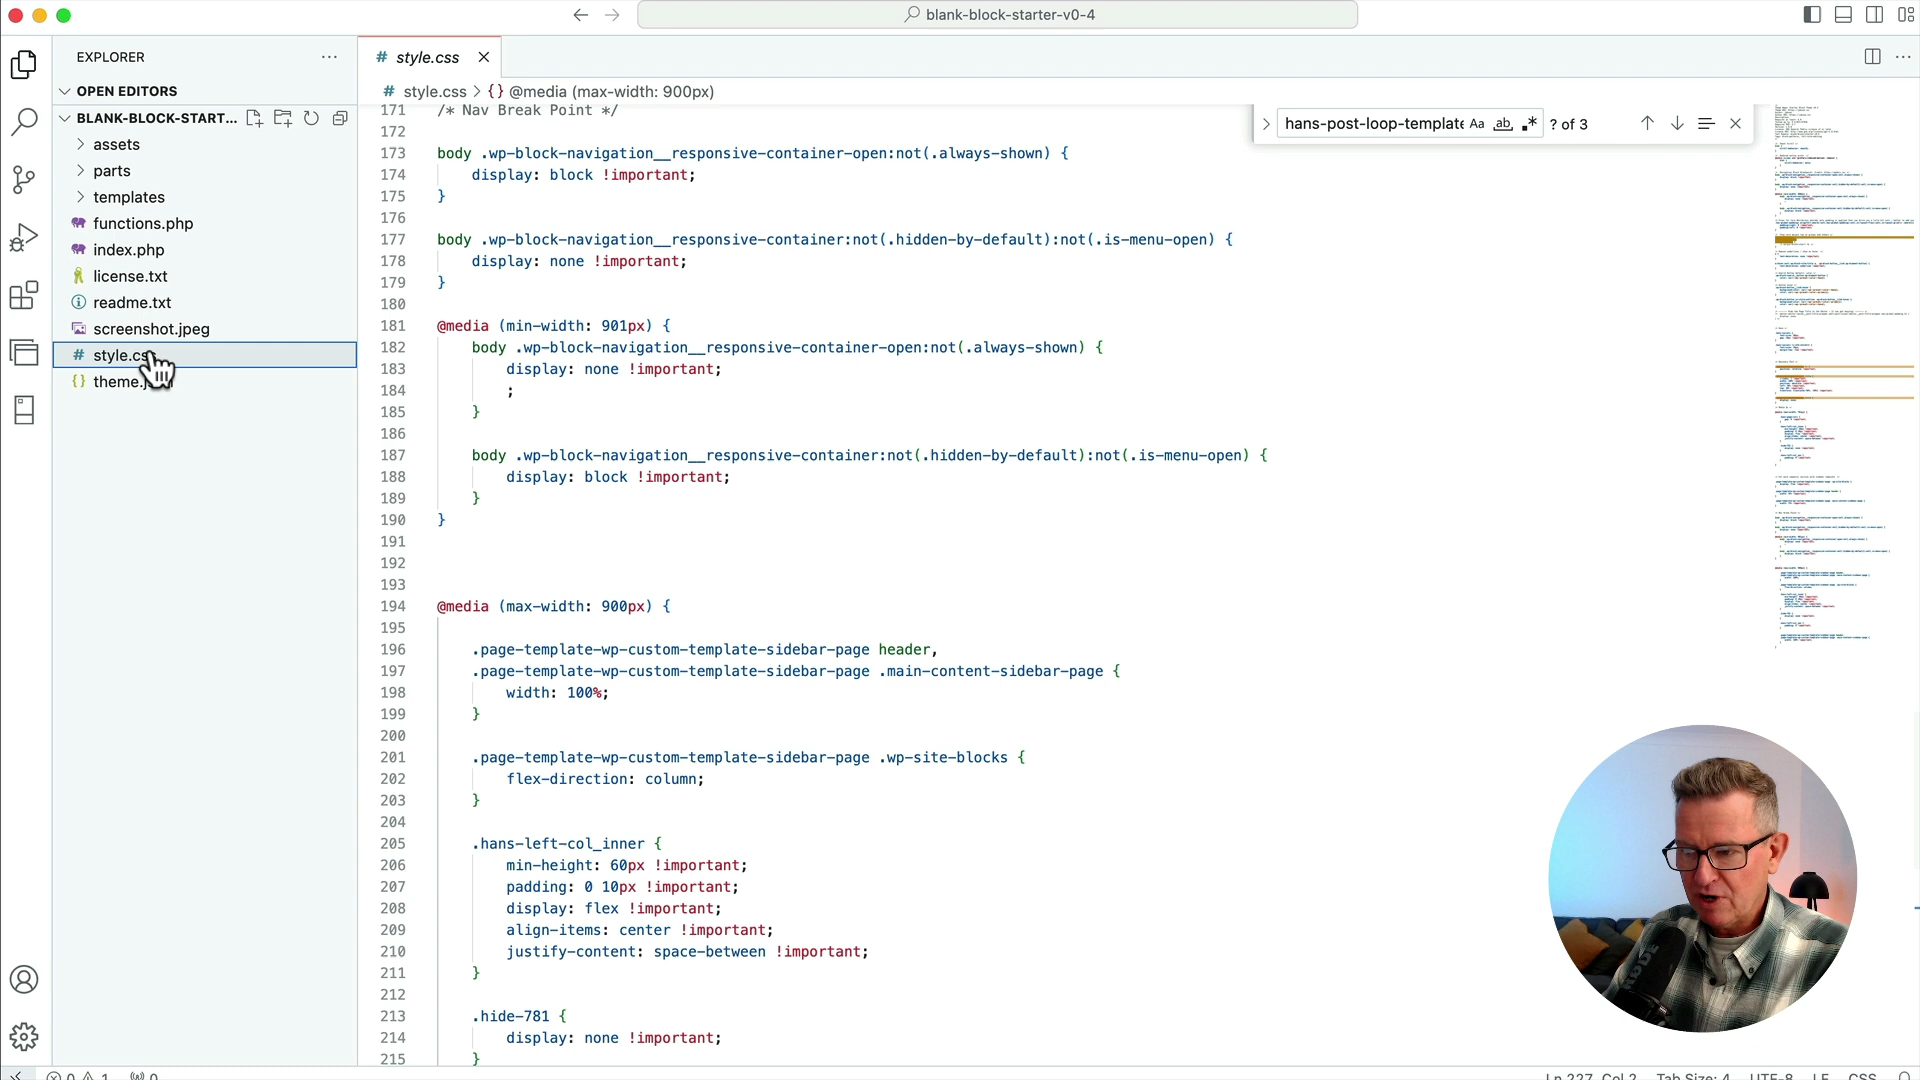 blank-block-starter-v0-4
EXPLORER
OPEN EDITORS
BLANK-BLOCK-START...
assets
parts
templates
functions.php
index.php
license.txt
readme.txt
screenshot.jpeg
style.css
# style.css
# style.css > {} @media (max-width: 900px)
hans-post-loop-template Aa ab .* ? of 3
171 /* Nav Break Point */
172
173 body .wp-block-navigation__responsive-container-open:not(.always-shown) {
174 display: block !important;
175 }
176
177 body .wp-block-navigation__responsive-container:not(.hidden-by-default):not(.is-menu-open) {
178 display: none !important;
179 }
180
181 @media (min-width: 901px) {
182 body .wp-block-navigation__responsive-container-open:not(.always-shown) {
183 display: none !important;
184 ;
185 }
186
187 body .wp-block-navigation__responsive-container:not(.hidden-by-default):not(.is-menu-open) {
188 display: block !important;
189 }
190 }
191
192
193
194 @media (max-width: 900px) {
195
196 .page-template-wp-custom-template-sidebar-page header,
197 .page-template-wp-custom-template-sidebar-page .main-content-sidebar-page {
198 width: 100%;
199 }
200
201 .page-template-wp-custom-template-sidebar-page .wp-site-blocks {
202 flex-direction: column;
203 }
204
205 .hans-left-col_inner {
206 min-height: 60px !important;
207 padding: 0 10px !important;
208 display: flex !important;
209 align-items: center !important;
210 justify-content: space-between !important;
211 }
212
213 .hide-781 {
214 display: none !important;
215 }
Ln 227, Col 2 Tab Size: 4 UTF-8 LF CSS